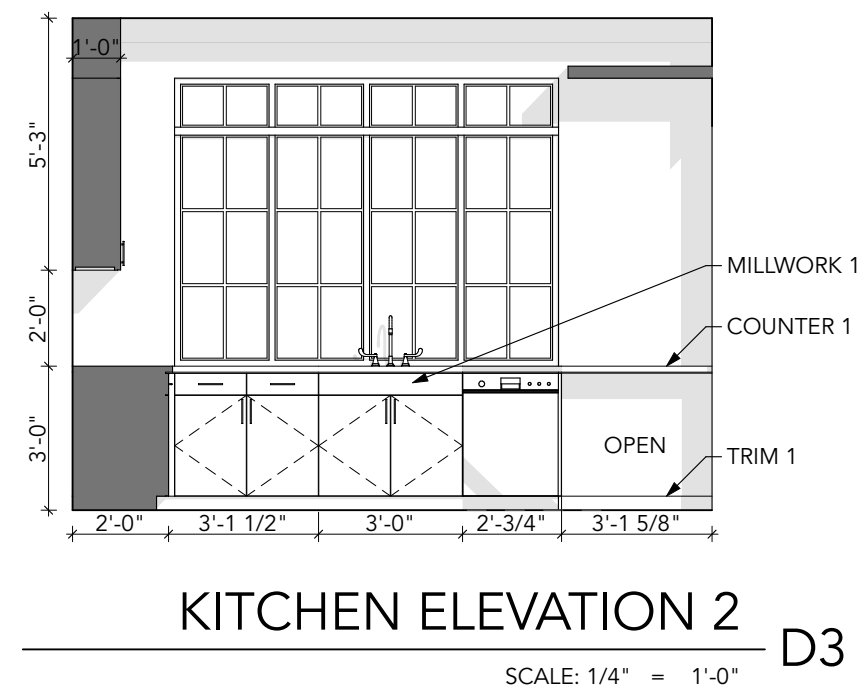 1'-0"
5'-3"
2'-0"
3'-0"
MILLWORK 1
COUNTER 1
OPEN
TRIM 1
2'-0" 3'-1 1/2" 3'-0" 2'-3/4" 3'-1 5/8"
KITCHEN ELEVATION 2
D3
SCALE: 1/4" = 1'-0"